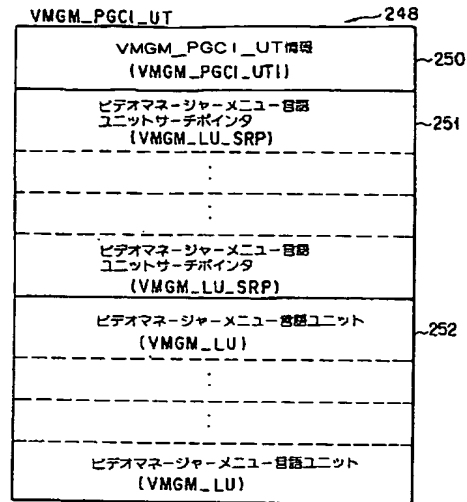 VMGM_PGCI_UT
248
VMGM_PGCI_UT情報
(VMGM_PGCI_UTI)
250
ビデオマネージャーメニュー言語
ユニットサーチポインタ
(VMGM_LU_SRP)
251
ビデオマネージャーメニュー言語
ユニットサーチポインタ
(VMGM_LU_SRP)
ビデオマネージャーメニュー言語ユニット
(VMGM_LU)
252
ビデオマネージャーメニュー言語ユニット
(VMGM_LU)